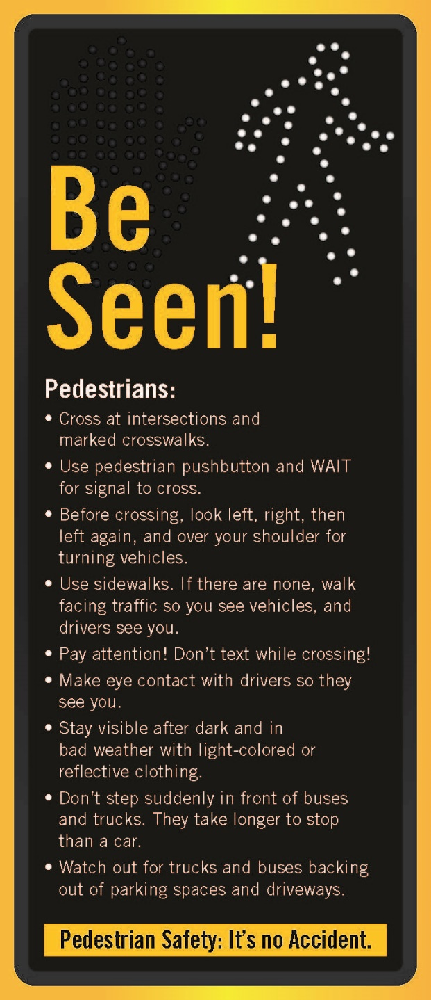 Be
Seen!
Pedestrians:
• Cross at intersections and
marked crosswalks.
• Use pedestrian pushbutton and WAIT
for signal to cross.
• Before crossing, look left, right, then
left again, and over your shoulder for
turning vehicles.
• Use sidewalks. If there are none, walk
facing traffic so you see vehicles, and
drivers see you.
• Pay attention! Don’t text while crossing!
• Make eye contact with drivers so they
see you.
• Stay visible after dark and in
bad weather with light-colored or
reflective clothing.
• Don’t step suddenly in front of buses
and trucks. They take longer to stop
than a car.
• Watch out for trucks and buses backing
out of parking spaces and driveways.
Pedestrian Safety: It’s no Accident.